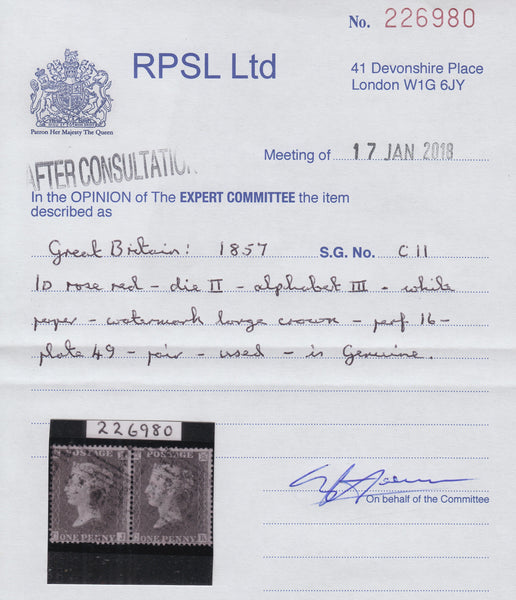 No. 226980
RPSL Ltd
41 Devonshire Place
London W1G 6JY
Patron Her Majesty The Queen
AFTER CONSULTATION
Meeting of 17 JAN 2018
In the OPINION of The EXPERT COMMITTEE the item
described as
Great Britain: 1857 S.G. No. C11
1D rose red - die II - alphabet III - white
paper - watermark large crown - perf 16 -
plate 49 - pair - used - is Genuine.
226980
POSTAGE POSTAGE
ONE PENNY ONE PENNY
On behalf of the Committee